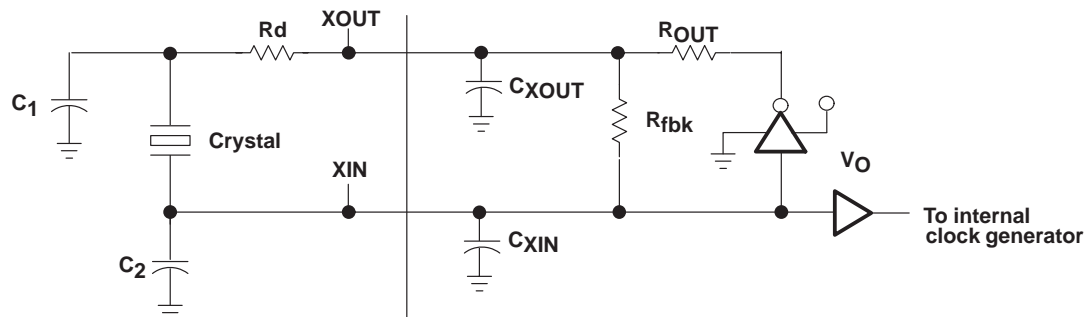 XOUT
Rd
ROUT
C1
CXOUT
Rfbk
Crystal
VO
XIN
To internal
clock generator
CXIN
C2